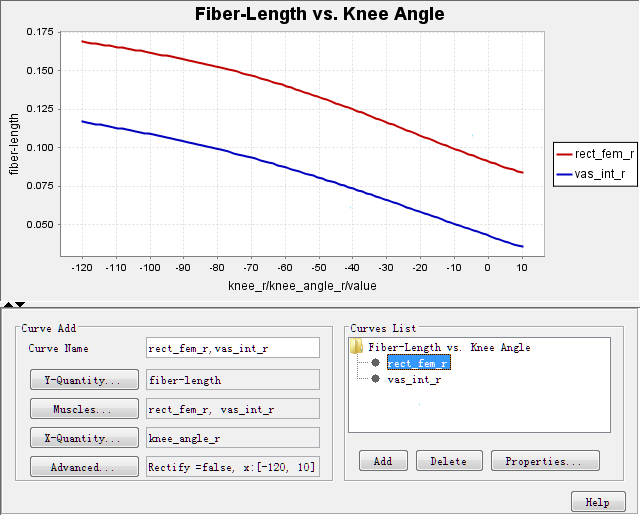 Fiber-Length vs. Knee Angle
0.175
0.150
0.125
0.100
0.075
0.050
fiber-length
-120 -110 -100 -90 -80 -70 -60 -50 -40 -30 -20 -10 0 10
knee_r/knee_angle_r/value
rect_fem_r
vas_int_r
Curve Add
Curve Name rect_fem_r,vas_int_r
Y-Quantity... fiber-length
Muscles... rect_fem_r, vas_int_r
X-Quantity... knee_angle_r
Advanced... Rectify =false, x:[-120, 10]
Curves List
Fiber-Length vs. Knee Angle
rect_fem_r
vas_int_r
Add Delete Properties...
Help